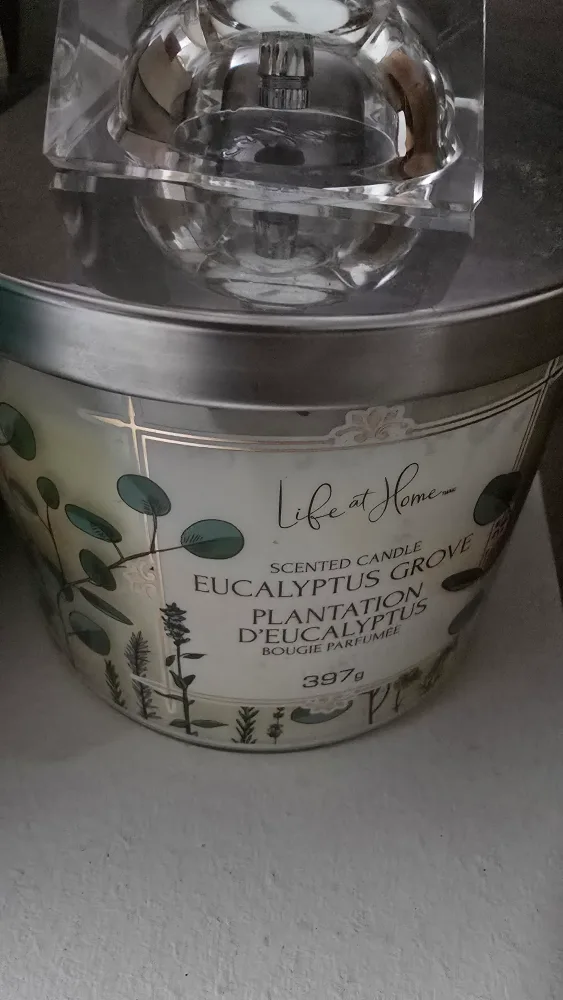 Life at Home
SCENTED CANDLE
EUCALYPTUS GROVE
PLANTATION
D'EUCALYPTUS
BOUGIE PARFUMÉE
397g